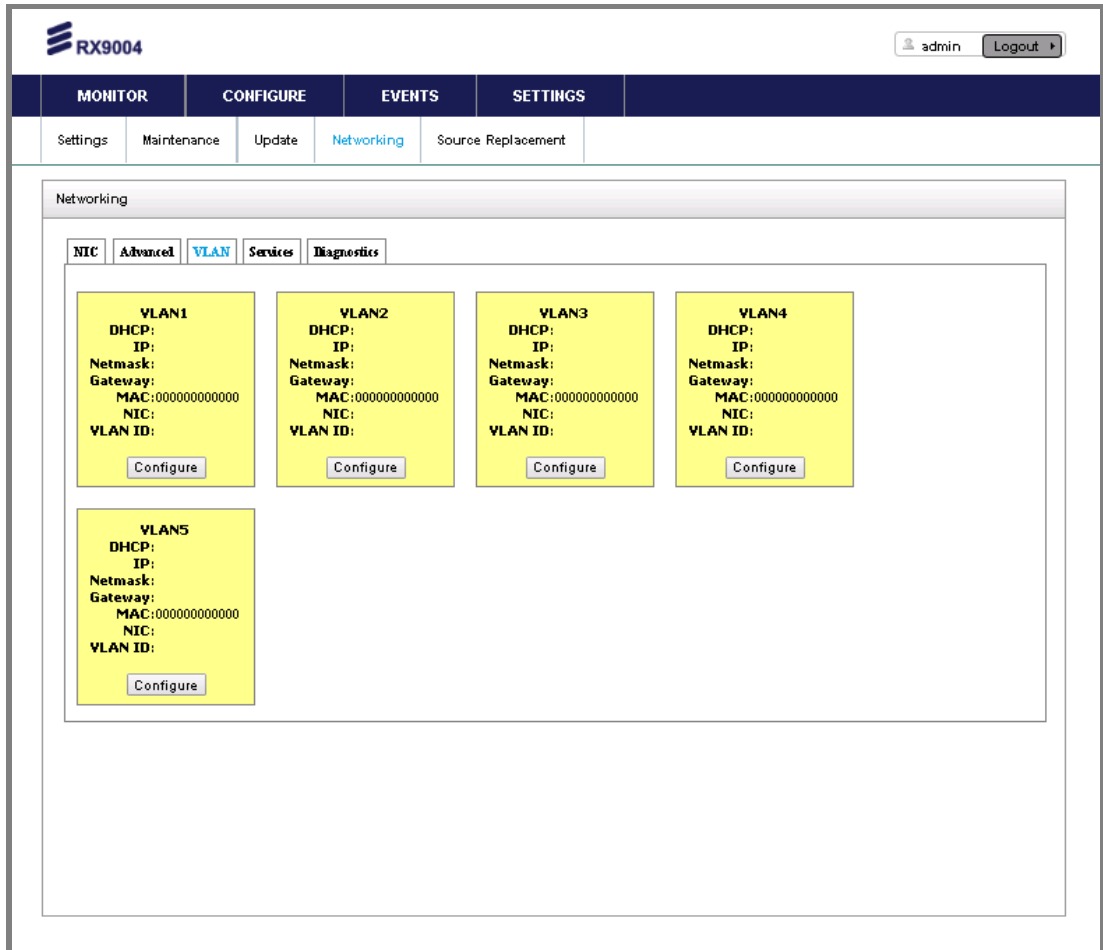 RX9004
admin Logout
MONITOR CONFIGURE EVENTS SETTINGS
Settings Maintenance Update Networking Source Replacement
Networking
NIC Advanced VLAN Services Diagnostics
VLAN1
DHCP:
IP:
Netmask:
Gateway:
MAC:000000000000
NIC:
VLAN ID:
Configure
VLAN2
DHCP:
IP:
Netmask:
Gateway:
MAC:000000000000
NIC:
VLAN ID:
Configure
VLAN3
DHCP:
IP:
Netmask:
Gateway:
MAC:000000000000
NIC:
VLAN ID:
Configure
VLAN4
DHCP:
IP:
Netmask:
Gateway:
MAC:000000000000
NIC:
VLAN ID:
Configure
VLAN5
DHCP:
IP:
Netmask:
Gateway:
MAC:000000000000
NIC:
VLAN ID:
Configure